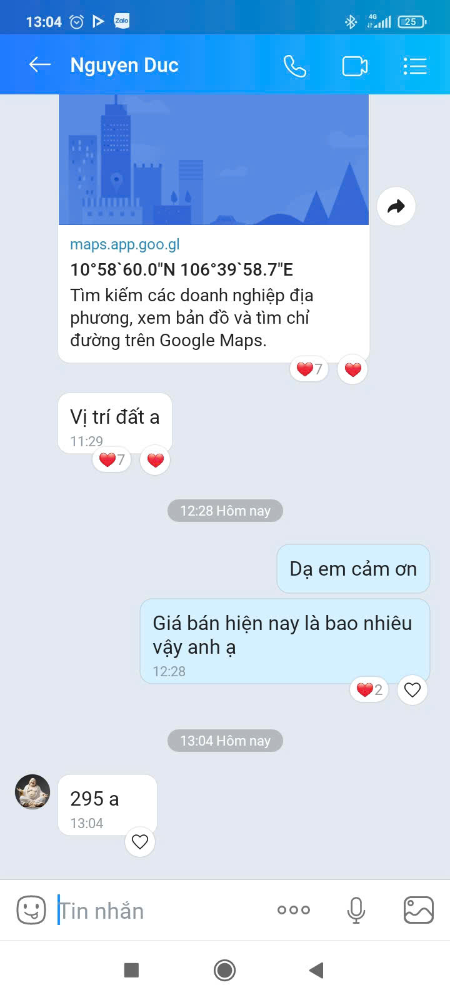 13:04 Zalo 4G 25
Nguyen Duc
maps.app.goo.gl
10°58`60.0"N 106°39`58.7"E
Tìm kiếm các doanh nghiệp địa
phương, xem bản đồ và tìm chỉ
đường trên Google Maps.
7
Vị trí đất a
11:29
7
12:28 Hôm nay
Dạ em cảm ơn
Giá bán hiện nay là bao nhiêu
vậy anh ạ
12:28
2
13:04 Hôm nay
295 a
13:04
Tin nhắn